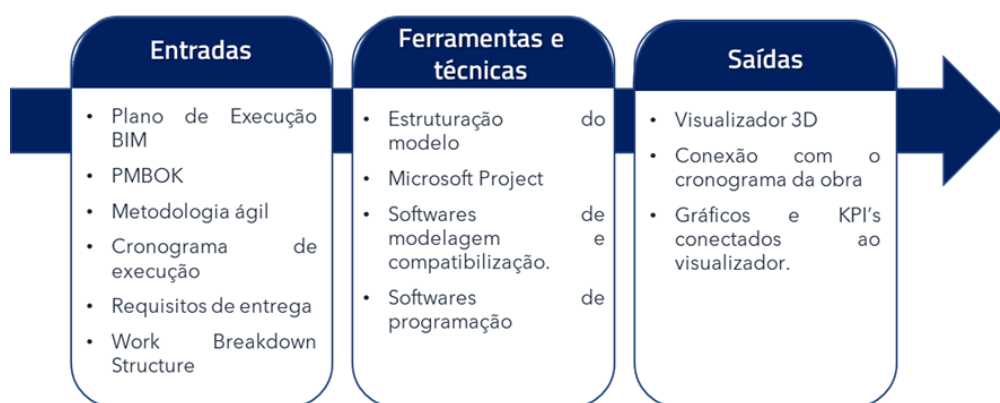 Entradas
• Plano de Execução
BIM
• PMBOK
• Metodologia ágil
• Cronograma de
execução
• Requisitos de entrega
• Work Breakdown
Structure
Ferramentas e
técnicas
• Estruturação do
modelo
• Microsoft Project
• Softwares de
modelagem e
compatibilização.
• Softwares de
programação
Saídas
• Visualizador 3D
• Conexão com o
cronograma da obra
• Gráficos e KPI's
conectados ao
visualizador.